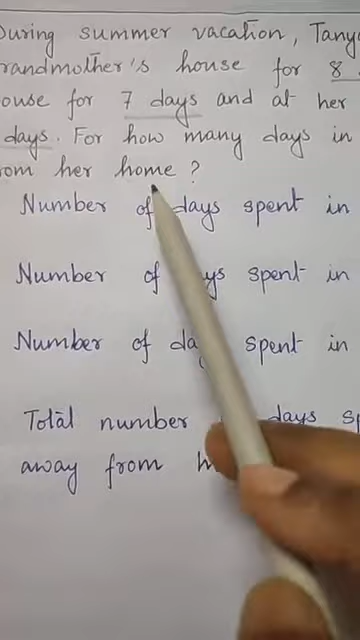 During summer vacation, Tanya
randmother's house for 8
ouse for 7 days and at her
days. For how many days in
om her home ?
Number of days spent in
Number of days spent in
Number of days spent in
Total number days
away from